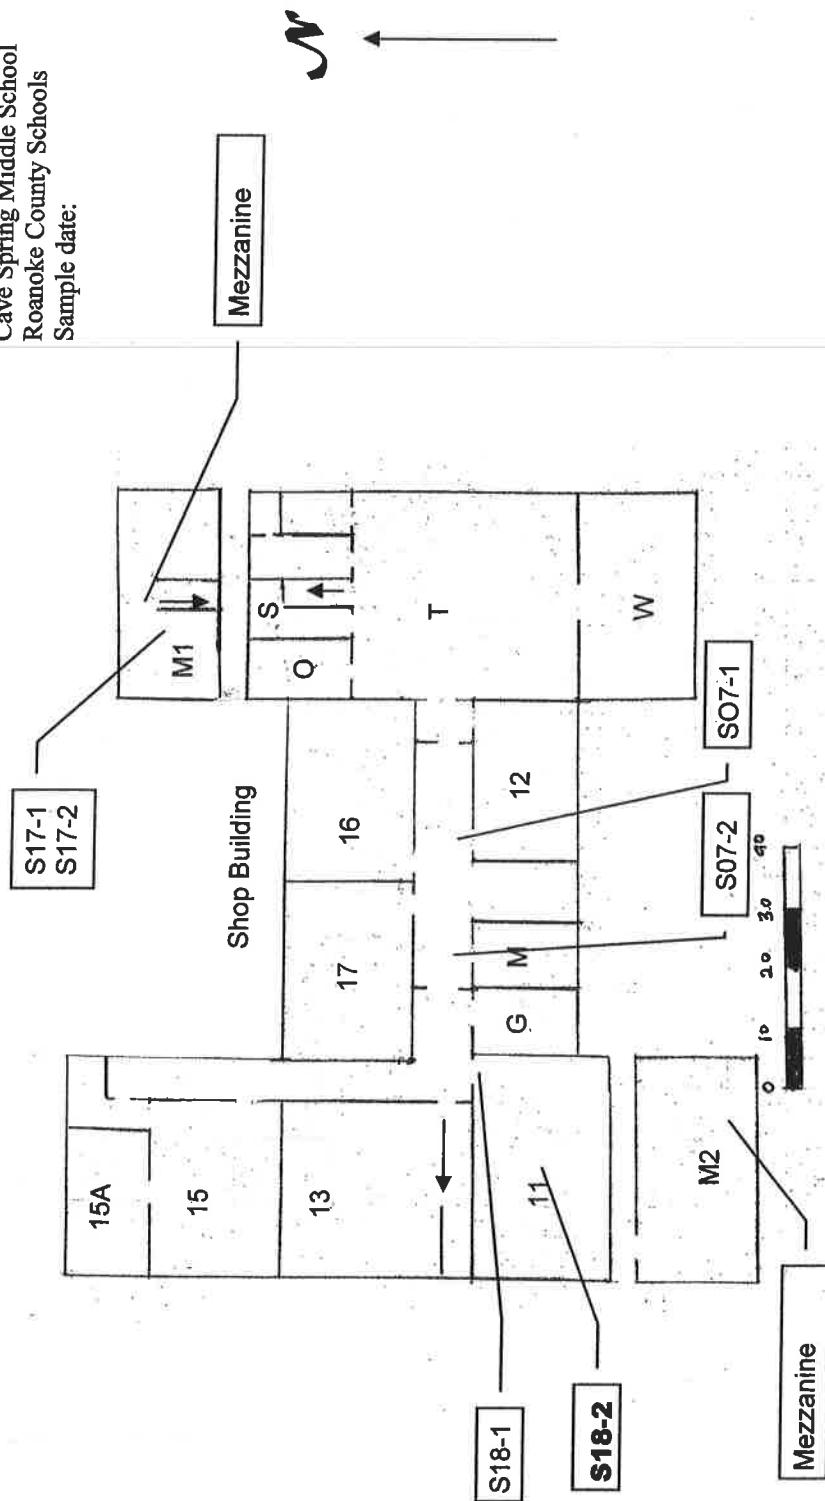 Cave Spring Middle School
Roanoke County Schools
Sample date:
N
Mezzanine
S17-1
S17-2
M1
Shop Building
S
O
T
W
16
17
12
M
G
SO7-1
S07-2
15A
15
13
11
M2
0 10 20 30 40
S18-1
S18-2
Mezzanine